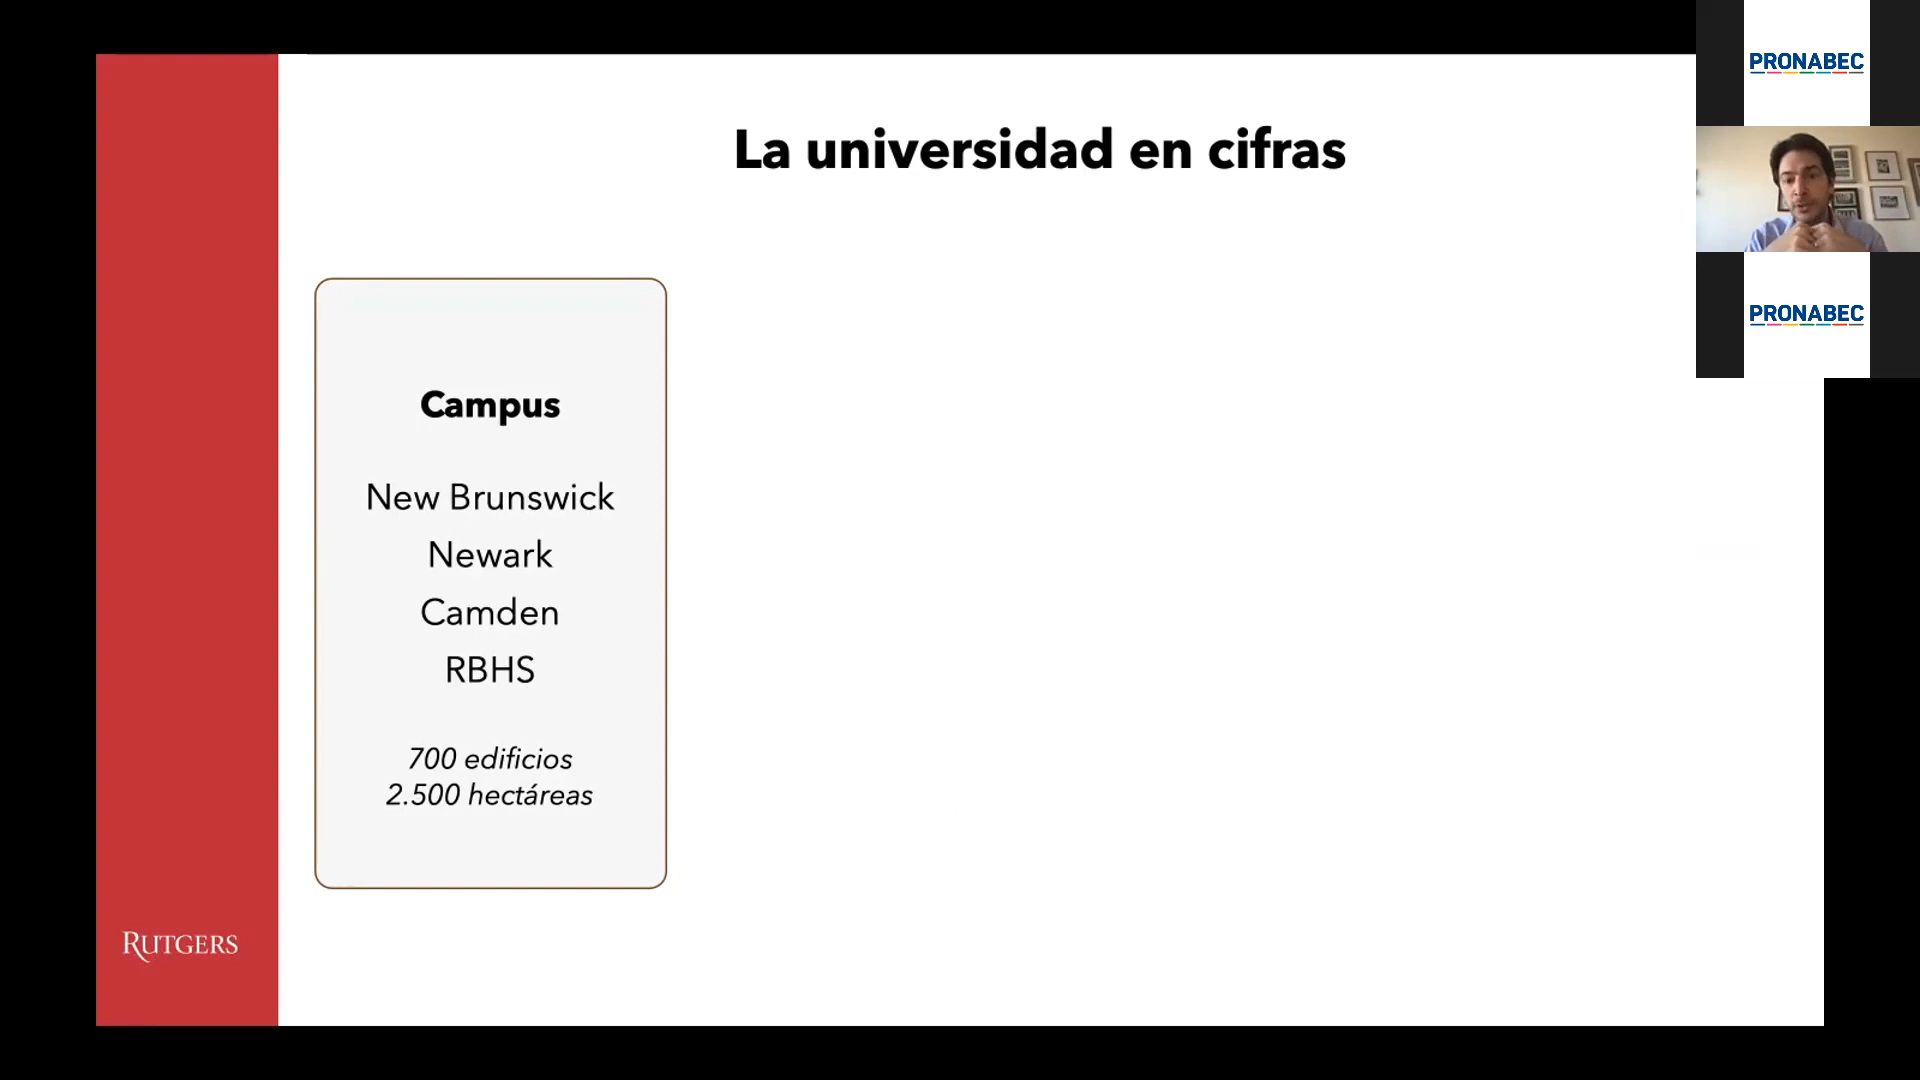 La universidad en cifras
Campus
New Brunswick
Newark
Camden
RBHS
700 edificios
2.500 hectáreas
RUTGERS
PRONABEC
PRONABEC